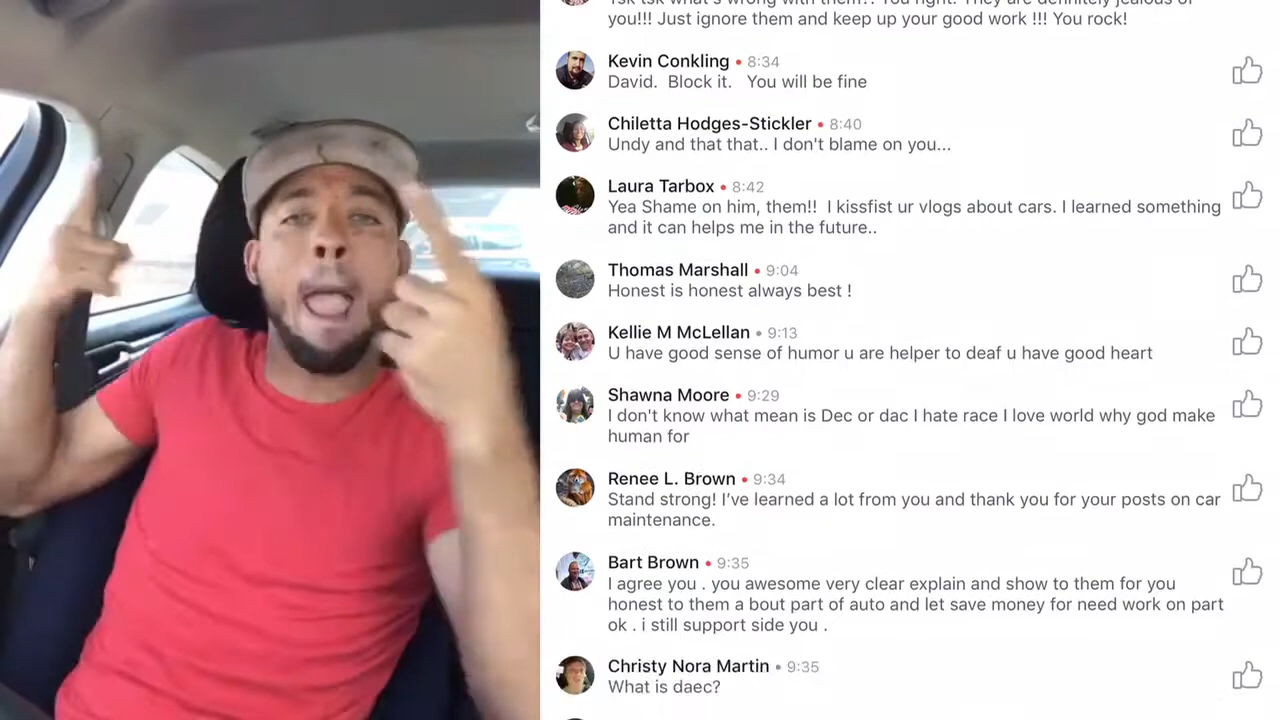 Tsk tsk what's wrong with them?? You right! They are definitely jealous of
you!!! Just ignore them and keep up your good work !!! You rock!
Kevin Conkling • 8:34
David. Block it. You will be fine
Chiletta Hodges-Stickler • 8:40
Undy and that that.. I don't blame on you...
Laura Tarbox • 8:42
Yea Shame on him, them!! I kissfist ur vlogs about cars. I learned something
and it can helps me in the future..
Thomas Marshall • 9:04
Honest is honest always best !
Kellie M McLellan • 9:13
U have good sense of humor u are helper to deaf u have good heart
Shawna Moore • 9:29
I don't know what mean is Dec or dac I hate race I love world why god make
human for
Renee L. Brown • 9:34
Stand strong! I've learned a lot from you and thank you for your posts on car
maintenance.
Bart Brown • 9:35
I agree you . you awesome very clear explain and show to them for you
honest to them a bout part of auto and let save money for need work on part
ok . i still support side you .
Christy Nora Martin • 9:35
What is daec?